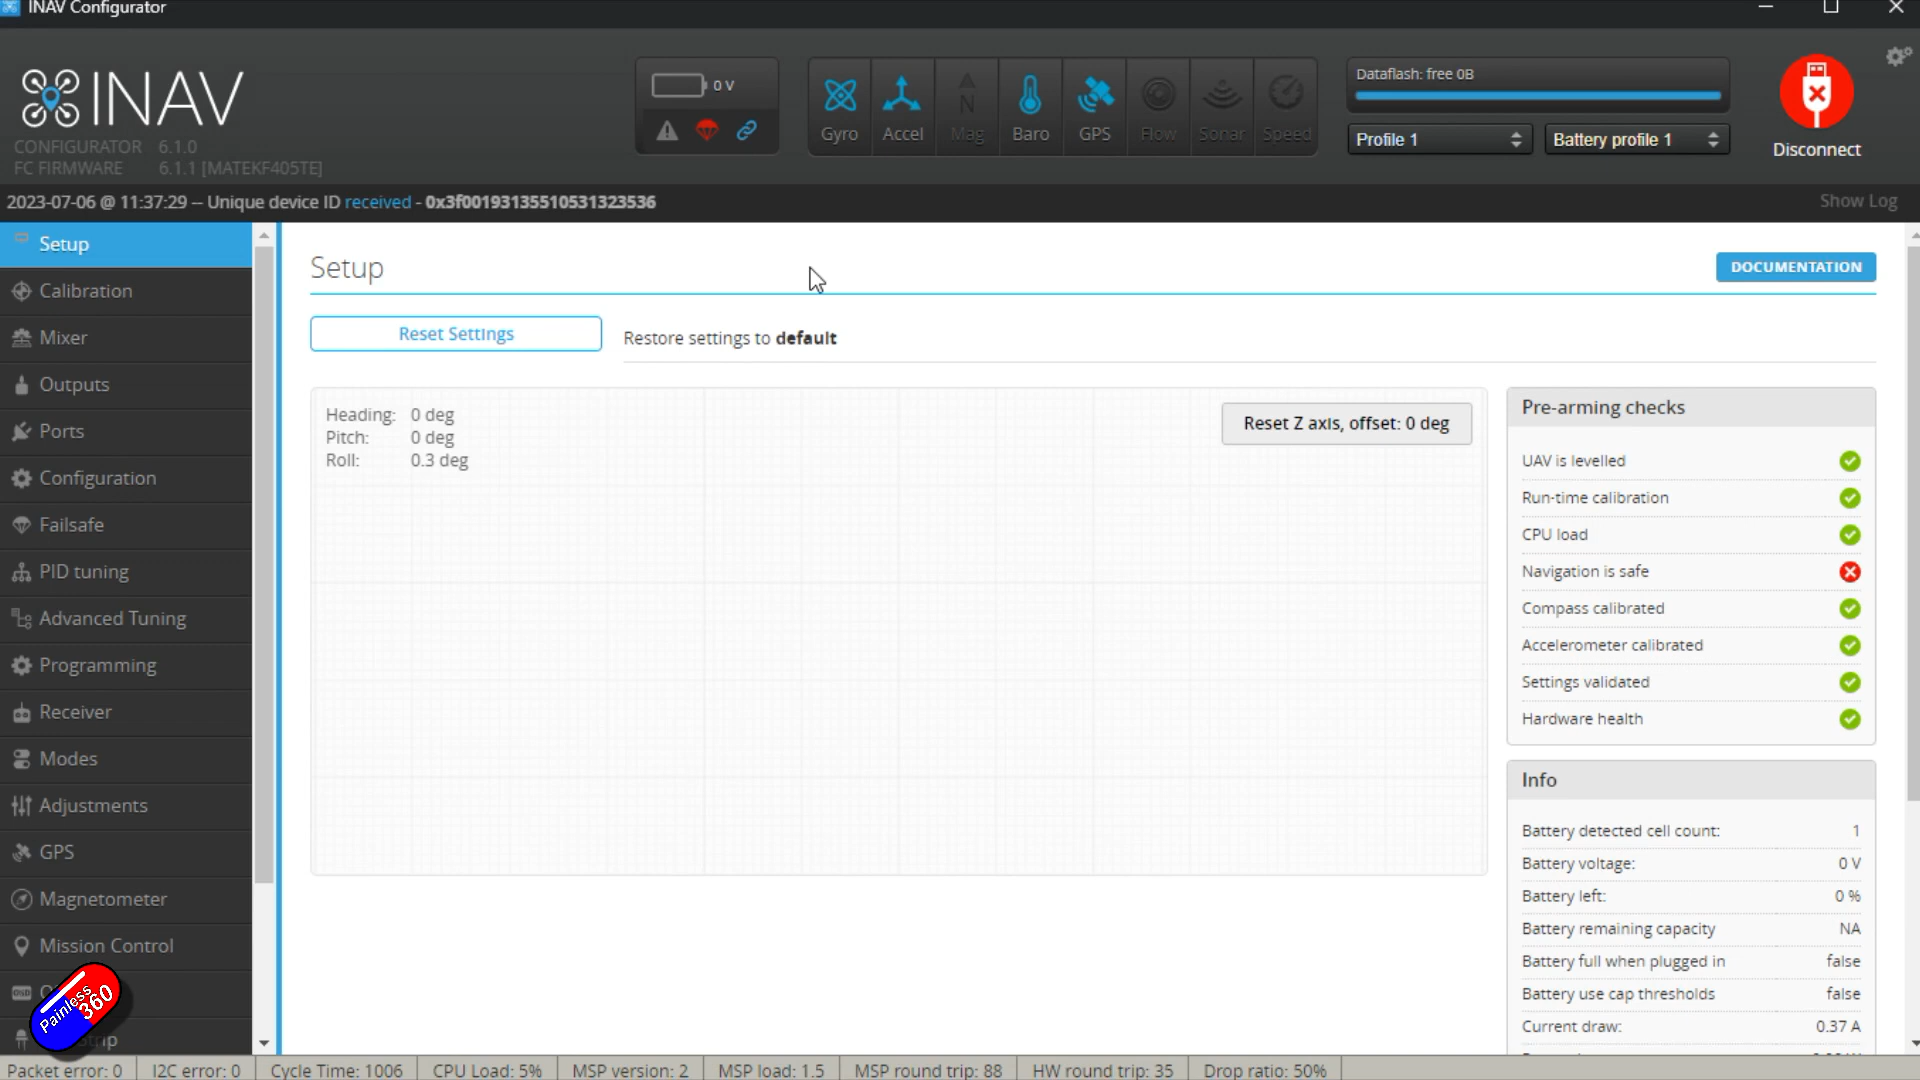 INAV Configurator
INAV
CONFIGURATOR 6.1.0
FC FIRMWARE 6.1.1 [MATEKF405TE]
0 V
Gyro
Accel
Mag
Baro
GPS
Flow
Sonar
Speed
Dataflash: free 0B
Profile 1
Battery profile 1
Disconnect
2023-07-06 @ 11:37:29 -- Unique device ID received - 0x3f00193135510531323536
Show Log
Setup
Calibration
Mixer
Outputs
Ports
Configuration
Failsafe
PID tuning
Advanced Tuning
Programming
Receiver
Modes
Adjustments
GPS
Magnetometer
Mission Control
Painless
360
Setup
DOCUMENTATION
Reset Settings
Restore settings to default
Heading: 0 deg
Pitch: 0 deg
Roll: 0.3 deg
Reset Z axis, offset: 0 deg
Pre-arming checks
UAV is levelled
Run-time calibration
CPU load
Navigation is safe
Compass calibrated
Accelerometer calibrated
Settings validated
Hardware health
Info
Battery detected cell count: 1
Battery voltage: 0 V
Battery left: 0 %
Battery remaining capacity NA
Battery full when plugged in false
Battery use cap thresholds false
Current draw: 0.37 A
Packet error: 0
I2C error: 0
Cycle Time: 1006
CPU Load: 5%
MSP version: 2
MSP load: 1.5
MSP round trip: 88
HW round trip: 35
Drop ratio: 50%